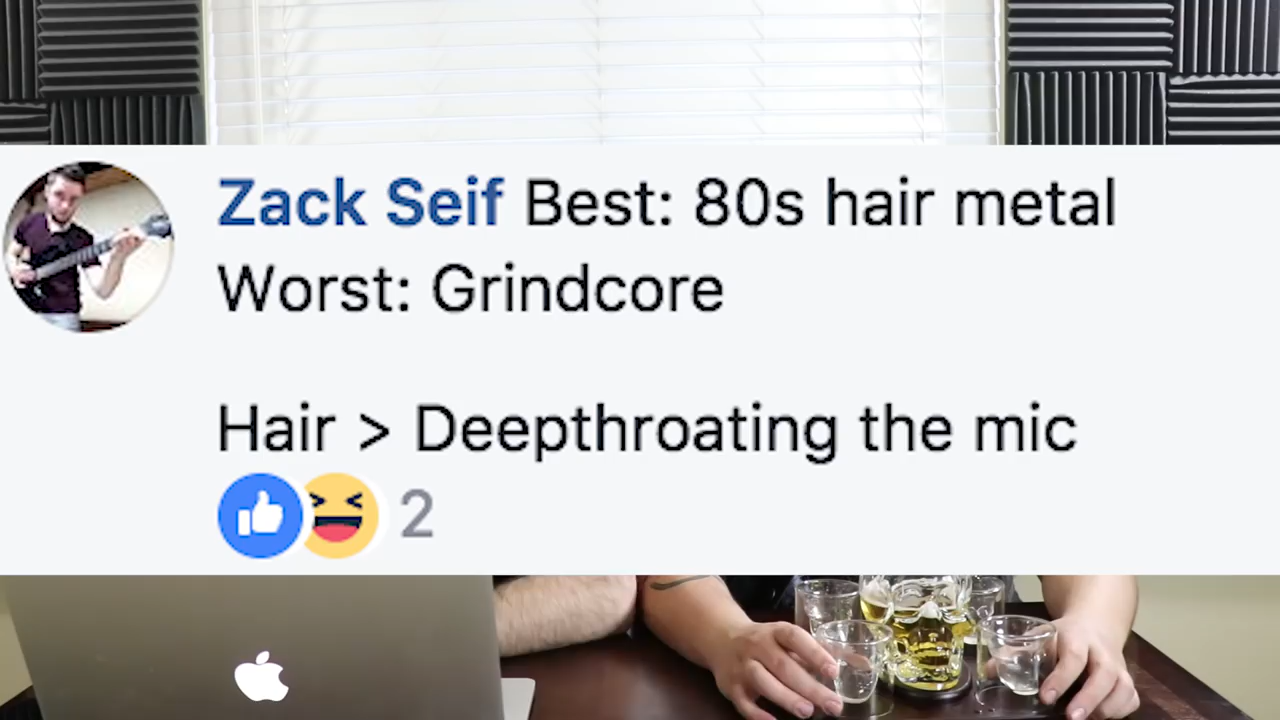 Zack Seif Best: 80s hair metal
Worst: Grindcore
Hair > Deepthroating the mic
2